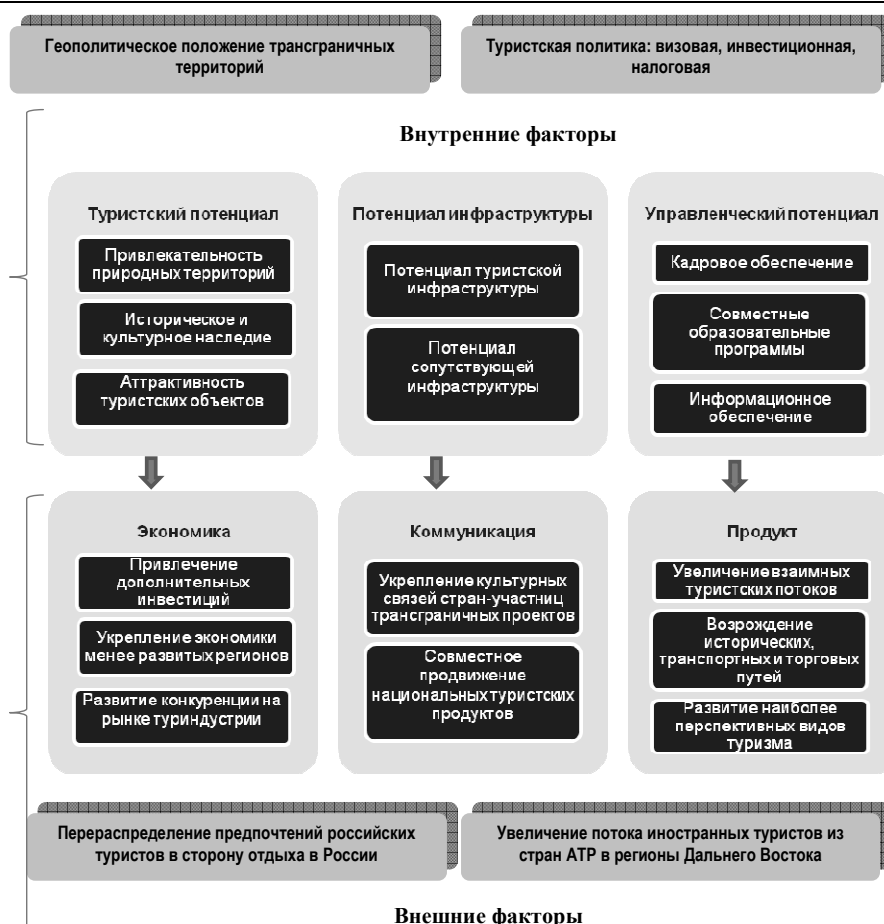 Геополитическое положение трансграничных
территорий
Туристская политика: визовая, инвестиционная,
налоговая
Внутренние факторы
Туристский потенциал
Привлекательность
природных территорий
Историческое и
культурное наследие
Аттрактивность
туристских объектов
Потенциал инфраструктуры
Потенциал туристской
инфраструктуры
Потенциал
сопутствующей
инфраструктуры
Управленческий потенциал
Кадровое обеспечение
Совместные
образовательные
программы
Информационное
обеспечение
Экономика
Привлечение
дополнительных
инвестиций
Укрепление экономики
менее развитых регионов
Развитие конкуренции на
рынке туриндустрии
Коммуникация
Укрепление культурных
связей стран-участниц
трансграничных проектов
Совместное
продвижение
национальных туристских
продуктов
Продукт
Увеличение взаимных
туристских потоков
Возрождение
исторических,
транспортных и торговых
путей
Развитие наиболее
перспективных видов
туризма
Перераспределение предпочтений российских
туристов в сторону отдыха в России
Увеличение потока иностранных туристов из
стран АТР в регионы Дальнего Востока
Внешние факторы